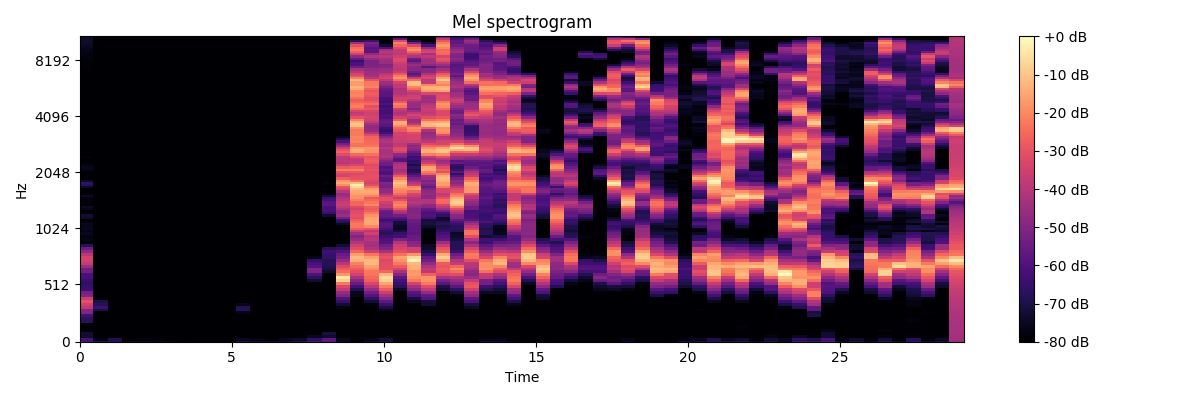 Mel spectrogram
Hz
8192
4096
2048
1024
512
0
0 5 10 15 20 25
Time
+0 dB
-10 dB
-20 dB
-30 dB
-40 dB
-50 dB
-60 dB
-70 dB
-80 dB